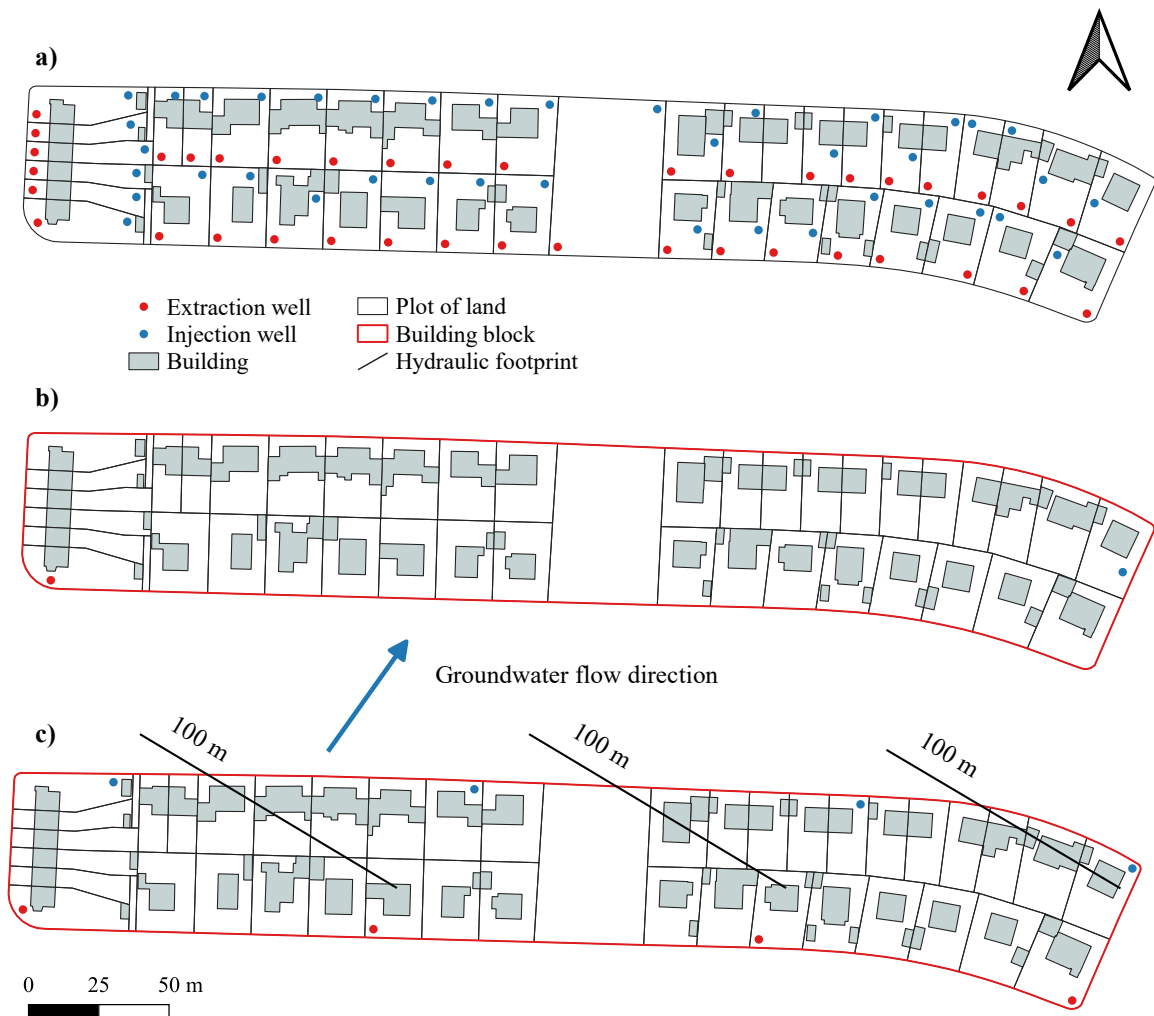 a)
Extraction well
Plot of land
Injection well
Building block
Building
Hydraulic footprint
b)
Groundwater flow direction
c)
100 m
100 m
100 m
0 25 50 m